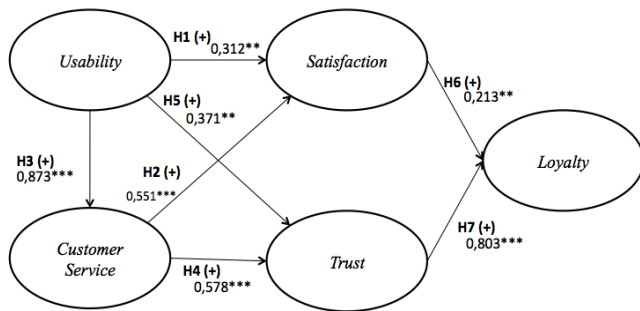 H1 (+)
0,312**
Usability
Satisfaction
H5 (+)
0,371**
H6 (+)
0,213**
H3 (+)
0,873***
H2 (+)
0,551***
Loyalty
Customer
Service
H4 (+)
0,578***
Trust
H7 (+)
0,803***